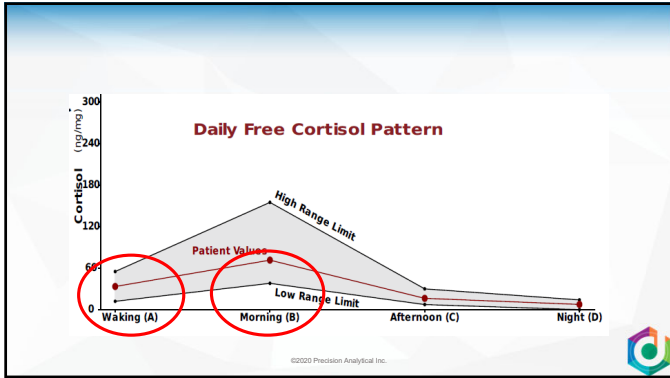 Daily Free Cortisol Pattern
Cortisol (ng/mg)
300
240
180
120
60
0
High Range Limit
Patient Values
Low Range Limit
Waking (A)
Morning (B)
Afternoon (C)
Night (D)
©2020 Precision Analytical Inc.